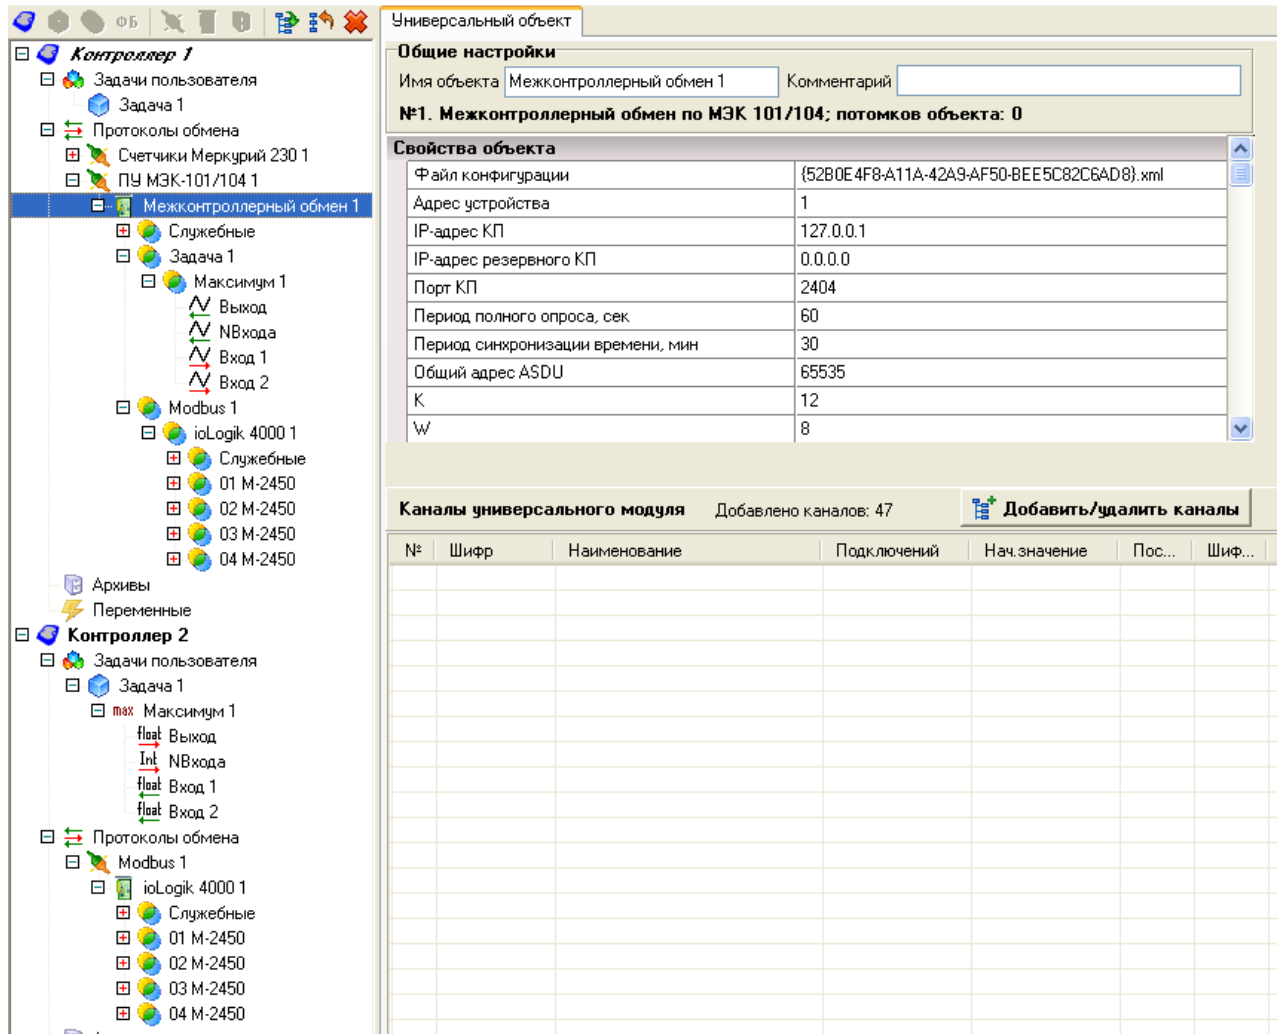 ФБ
Контроллер 1
Задачи пользователя
Задача 1
Протоколы обмена
Счетчики Меркурий 230 1
ПУ МЭК-101/104 1
Межконтроллерный обмен 1
Служебные
Задача 1
Максимум 1
Выход
NВхода
Вход 1
Вход 2
Modbus 1
ioLogik 4000 1
Служебные
01 M-2450
02 M-2450
03 M-2450
04 M-2450
Архивы
Переменные
Контроллер 2
Задачи пользователя
Задача 1
max Максимум 1
float Выход
Int NВхода
float Вход 1
float Вход 2
Протоколы обмена
Modbus 1
ioLogik 4000 1
Служебные
01 M-2450
02 M-2450
03 M-2450
04 M-2450
Универсальный объект
Общие настройки
Имя объекта Межконтроллерный обмен 1 Комментарий
№1. Межконтроллерный обмен по МЭК 101/104; потомков объекта: 0
Свойства объекта
Файл конфигурации {52B0E4F8-A11A-42A9-AF50-BEE5C82C6AD8}.xml
Адрес устройства 1
IP-адрес КП 127.0.0.1
IP-адрес резервного КП 0.0.0.0
Порт КП 2404
Период полного опроса, сек 60
Период синхронизации времени, мин 30
Общий адрес ASDU 65535
K 12
W 8
Каналы универсального модуля Добавлено каналов: 47 Добавить/удалить каналы
№ Шифр Наименование Подключений Нач.значение Пос... Шиф...